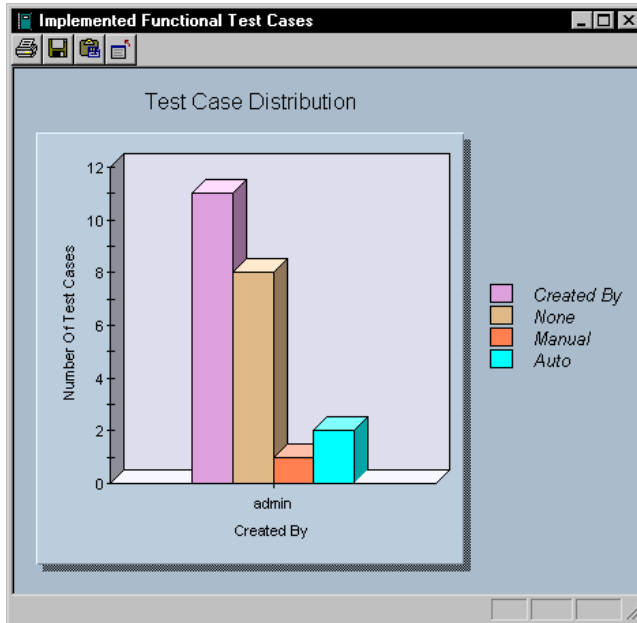 Implemented Functional Test Cases
Test Case Distribution
12
10
8
6
4
2
0
Number Of Test Cases
admin
Created By
Created By
None
Manual
Auto